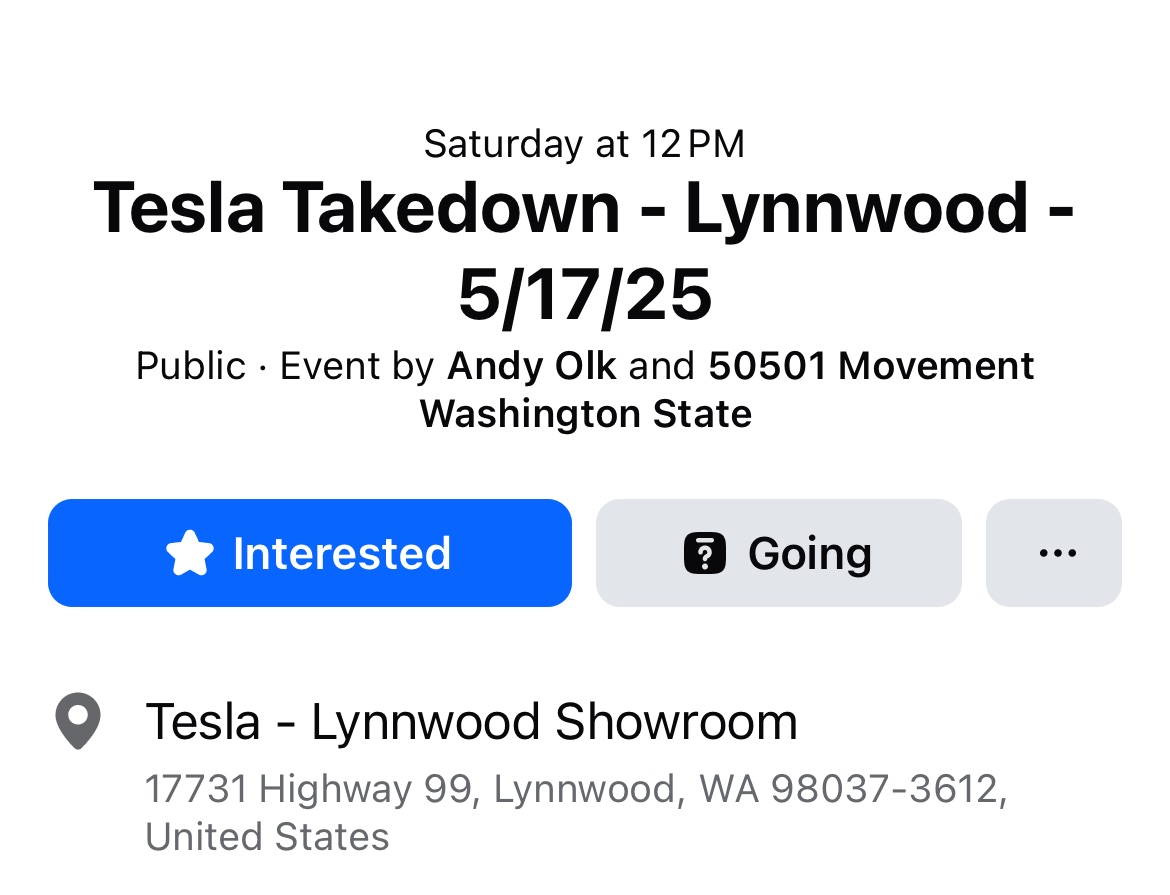 Saturday at 12 PM
Tesla Takedown - Lynnwood -
5/17/25
Public · Event by Andy Olk and 50501 Movement
Washington State
Interested
Going
Tesla - Lynnwood Showroom
17731 Highway 99, Lynnwood, WA 98037-3612,
United States